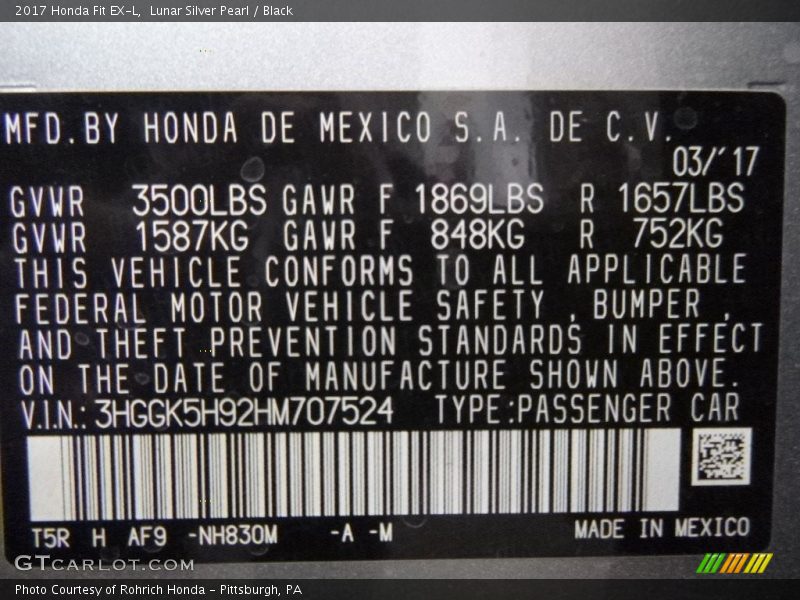 2017 Honda Fit EX-L,  Lunar Silver Pearl / Black
MFD.BY HONDA DE MEXICO S.A. DE C.V.
03/'17
GVWR 3500LBS GAWR F 1869LBS R 1657LBS
GVWR 1587KG GAWR F 848KG R 752KG
THIS VEHICLE CONFORMS TO ALL APPLICABLE
FEDERAL MOTOR VEHICLE SAFETY , BUMPER ,
AND THEFT PREVENTION STANDARDS IN EFFECT
ON THE DATE OF MANUFACTURE SHOWN ABOVE.
V.I.N.: 3HGGK5H92HM707524 TYPE:PASSENGER CAR
T5R H AF9 -NH830M -A -M MADE IN MEXICO
GTCARLOT.COM
Photo Courtesy of Rohrich Honda - Pittsburgh, PA